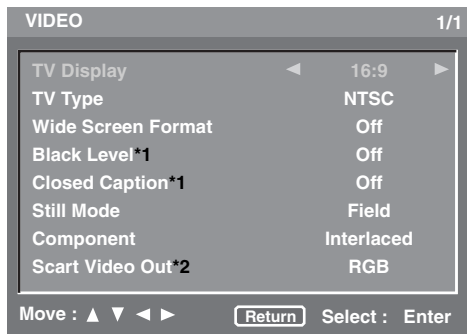 VIDEO 1/1
TV Display ◄ 16:9 ►
TV Type NTSC
Wide Screen Format Off
Black Level*1 Off
Closed Caption*1 Off
Still Mode Field
Component Interlaced
Scart Video Out*2 RGB
Move : ▲ ▼ ◄ ► Return Select : Enter